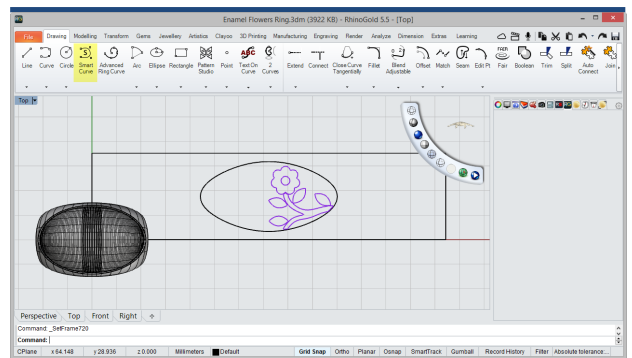 Enamel Flowers Ring.3dm (3922 KB) - RhinoGold 5.5 - [Top]
File Drawing Modelling Transform Gems Jewellery Artistics Clayoo 3D Printing Manufacturing Engraving Render Analyze Dimension Extras Learning
Line Curve Circle Smart Curve Advanced Ring Curve Arc Ellipse Rectangle Pattern Studio Point Text On Curve 2 Curves Extend Connect Close Curve Tangentially Fillet Blend Adjustable Offset Match Seam Edit Pt Fair Boolean Trim Split Auto Connect Join
Top
Perspective Top Front Right
Command: _SetFrame720
Command:
CPlane x 64.148 y 28.936 z 0.000 Millimeters Default Grid Snap Ortho Planar Osnap SmartTrack Gumball Record History Filter Absolute tolerance:...